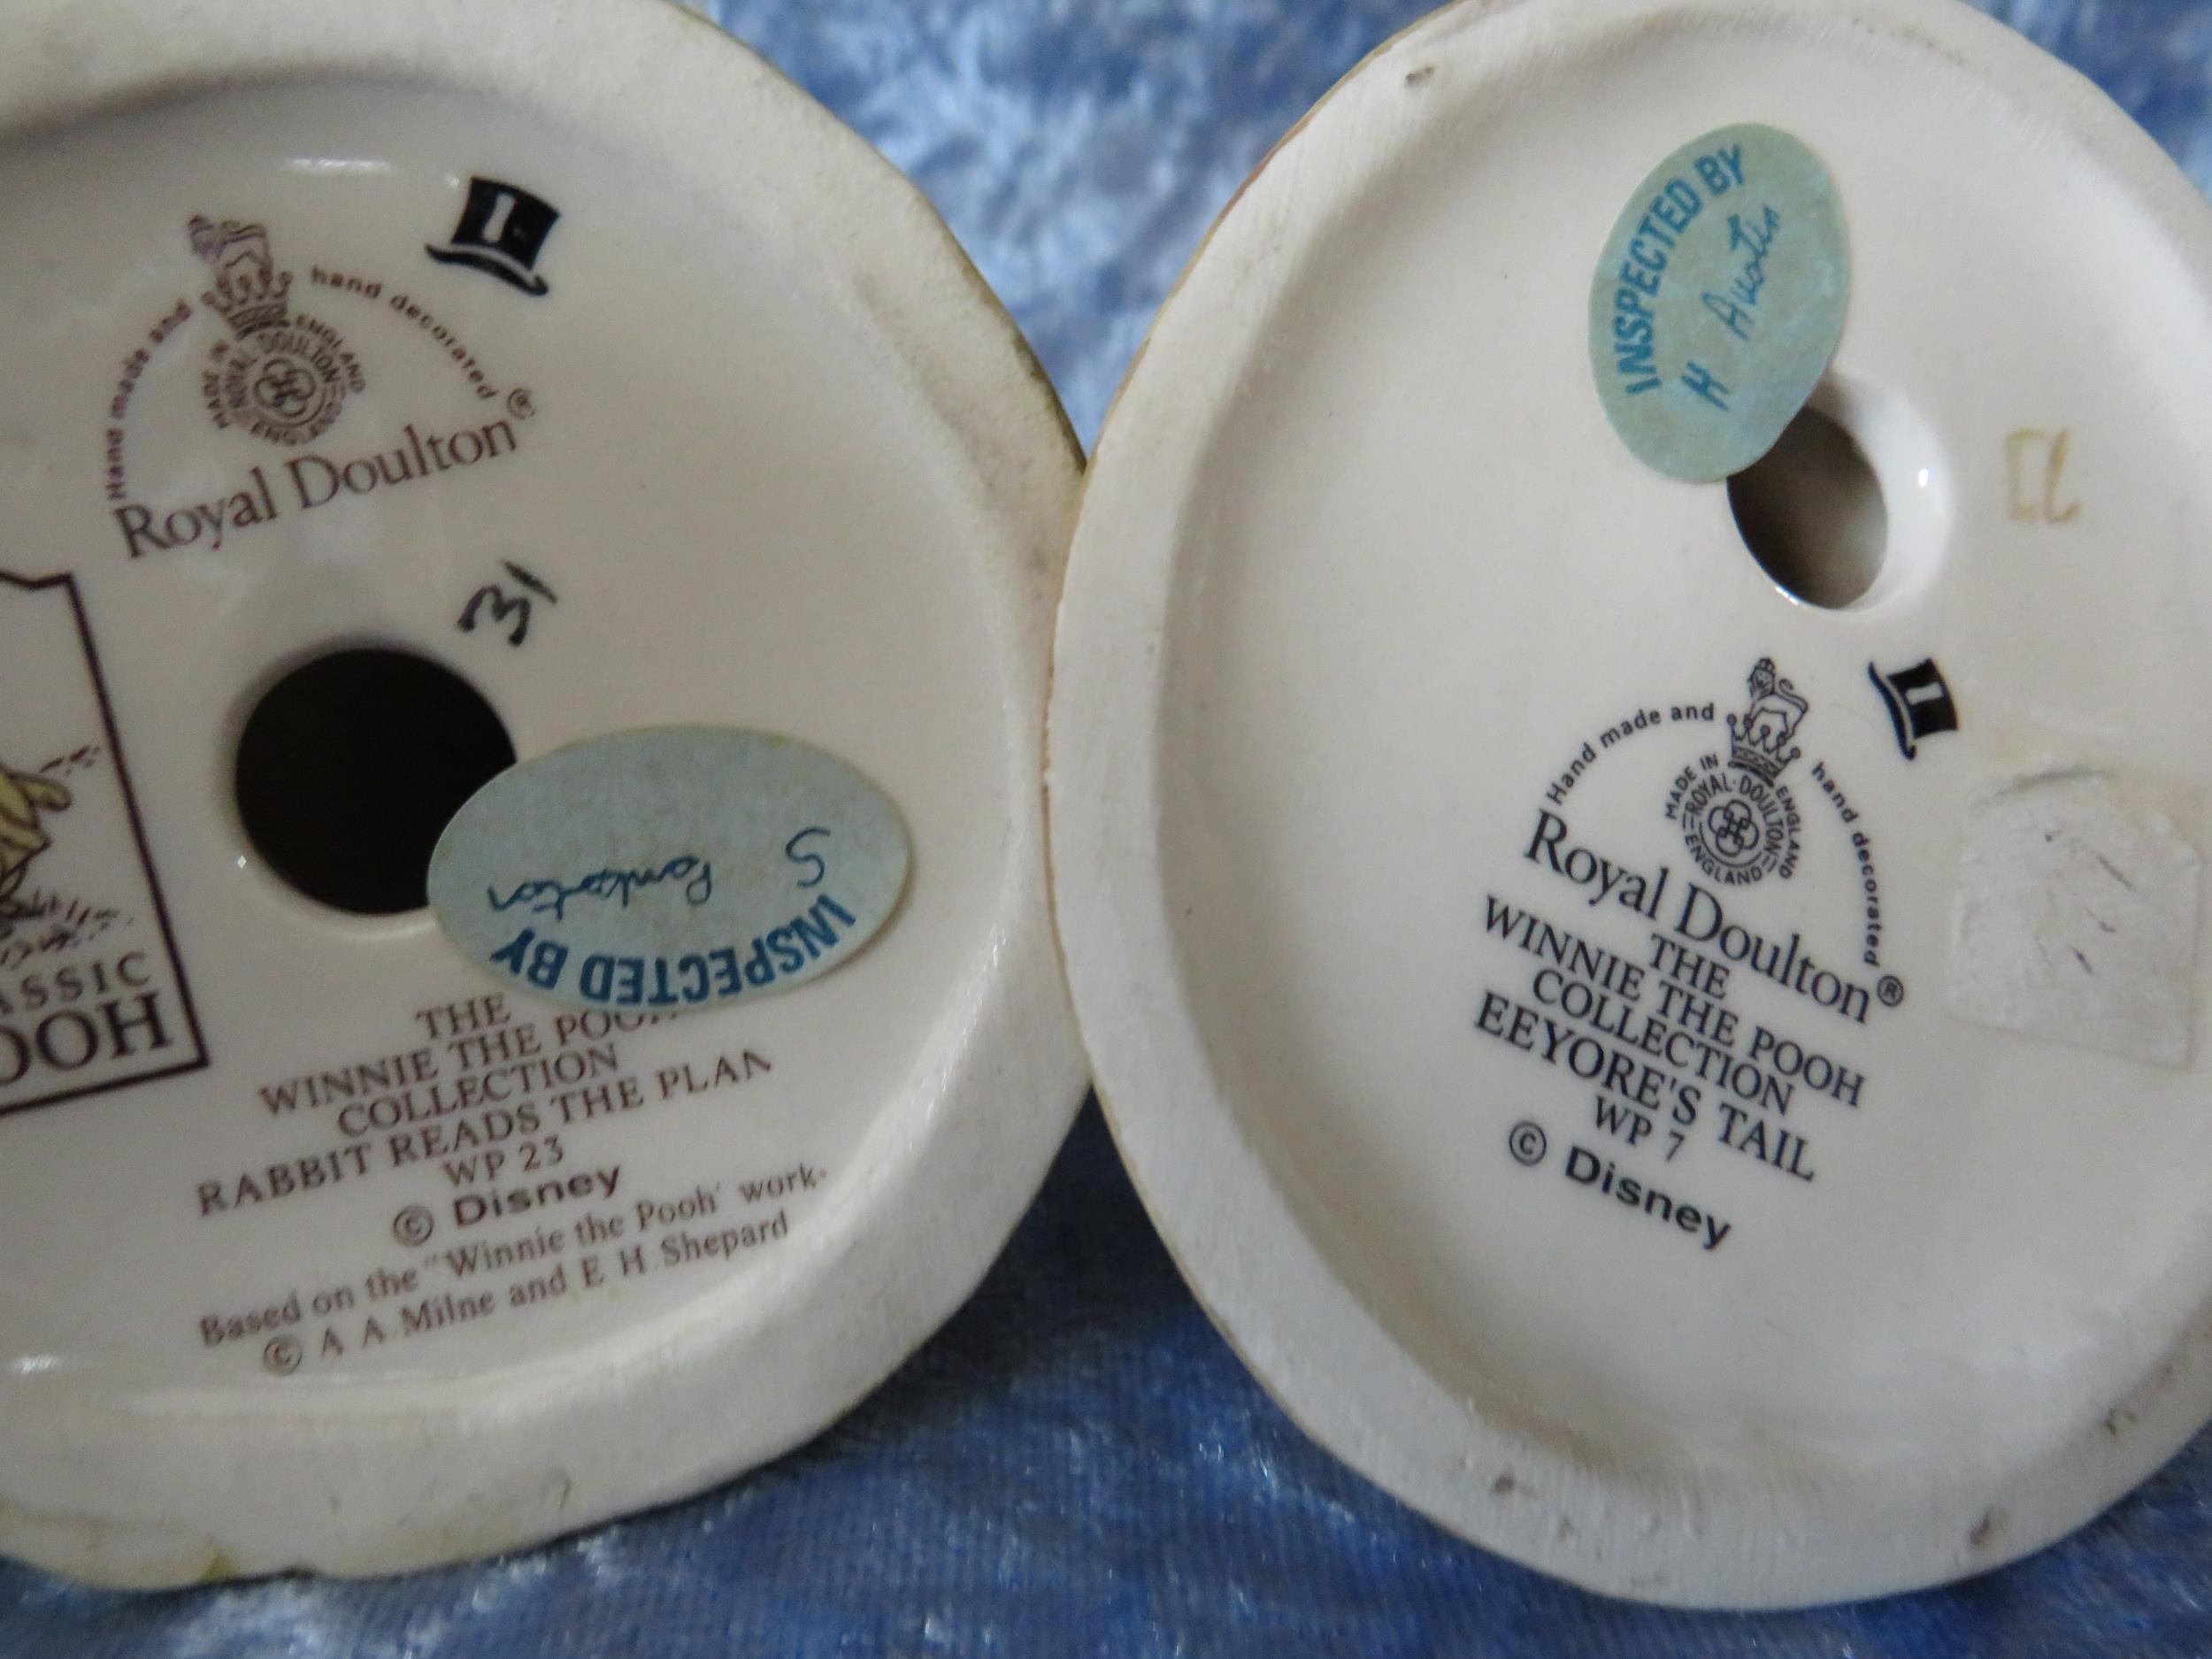 1
Hand made and hand decorated
MADE IN ENGLAND
ROYAL DOULTON
ENGLAND
Royal Doulton®
31
INSPECTED BY
S
ASSIC
OOH
THE
WINNIE THE POOH
COLLECTION
RABBIT READS THE PLAN
WP 23
© Disney
Based on the "Winnie the Pooh' work.
© A A Milne and E H Shepard
INSPECTED BY
H Austin
1
Hand made and hand decorated
MADE IN ENGLAND
ROYAL DOULTON
ENGLAND
Royal Doulton®
THE
WINNIE THE POOH
COLLECTION
EEYORE'S TAIL
WP 7
© Disney